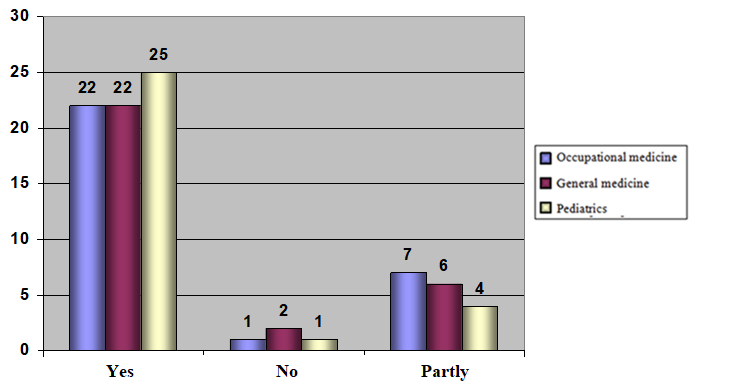 30
25
20
15
10
5
0
22 22 25
1 2 1
7 6 4
Yes No Partly
Occupational medicine
General medicine
Pediatrics